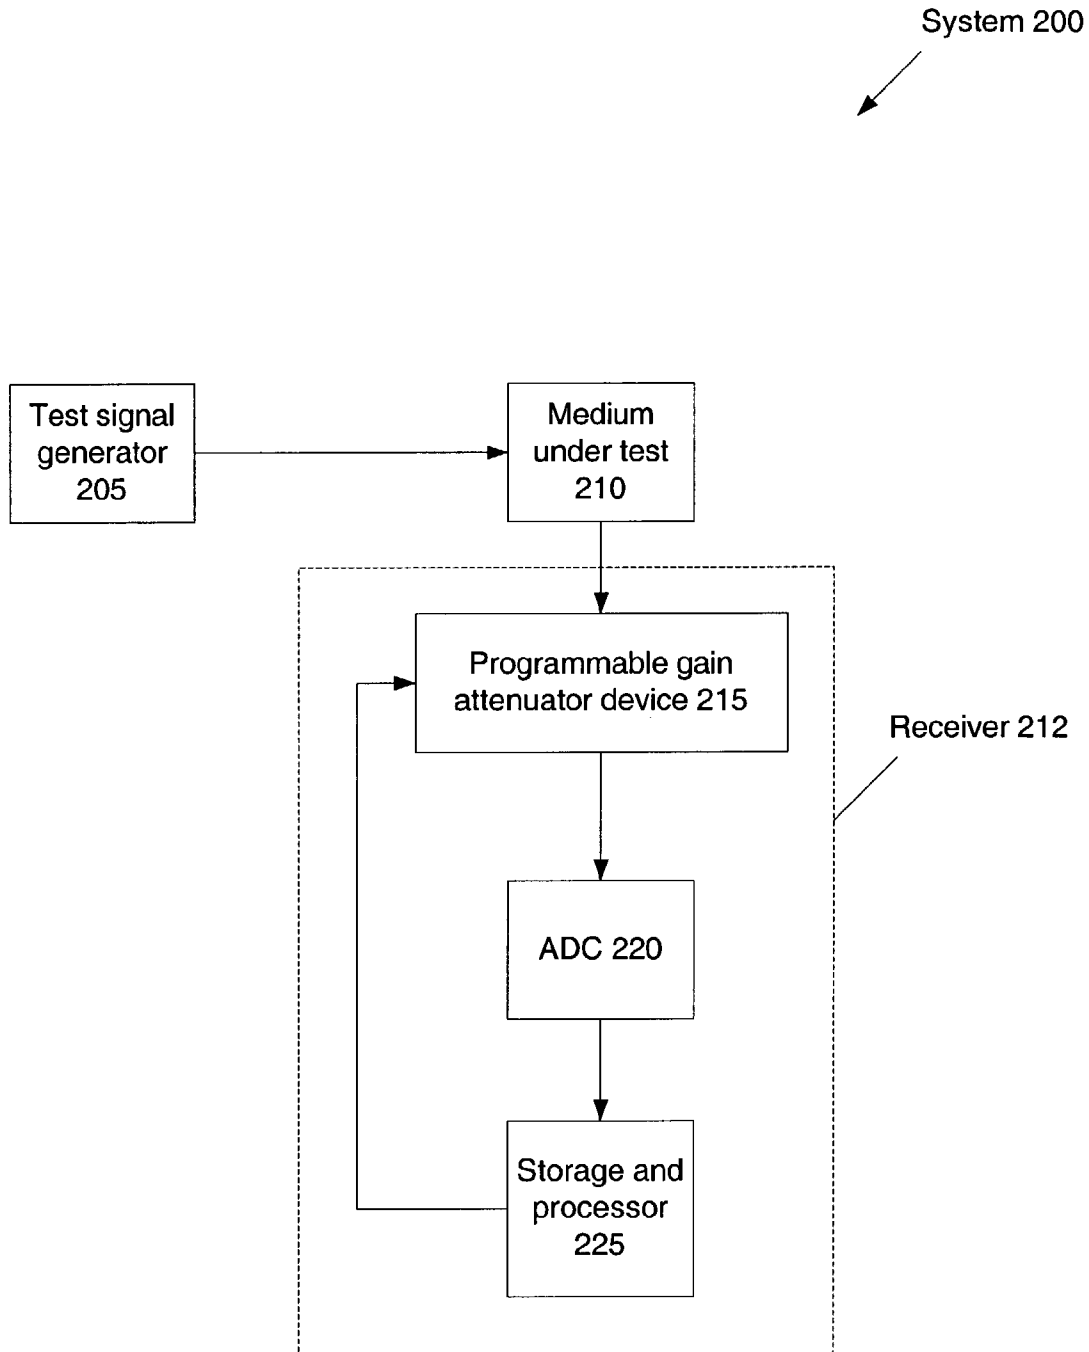 System 200
Test signal
generator
205
Medium
under test
210
Programmable gain
attenuator device 215
Receiver 212
ADC 220
Storage and
processor
225